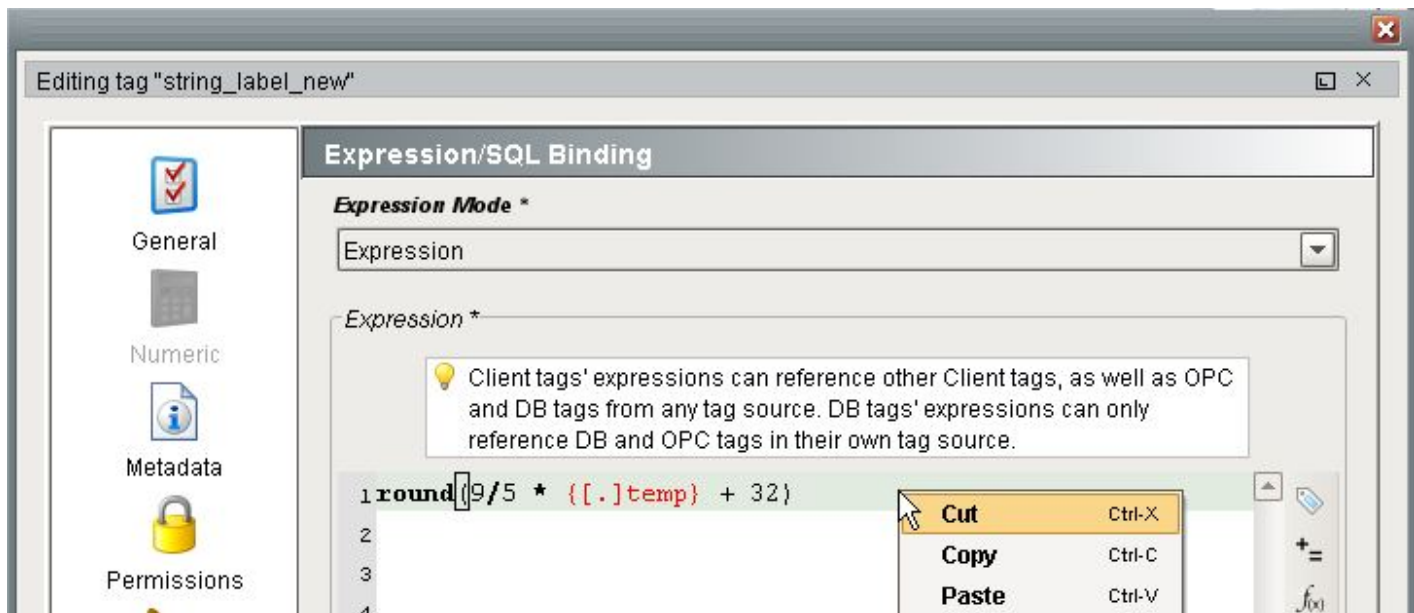 Editing tag "string_label_new"
Expression/SQL Binding
Expression Mode *
Expression
General
Expression *
Numeric
Client tags' expressions can reference other Client tags, as well as OPC
and DB tags from any tag source. DB tags' expressions can only
reference DB and OPC tags in their own tag source.
Metadata
1 round(9/5 * {[.]temp} + 32)
Cut Ctrl-X
2
Copy Ctrl-C
+=
3
Permissions
Paste Ctrl-V
f(x)
4